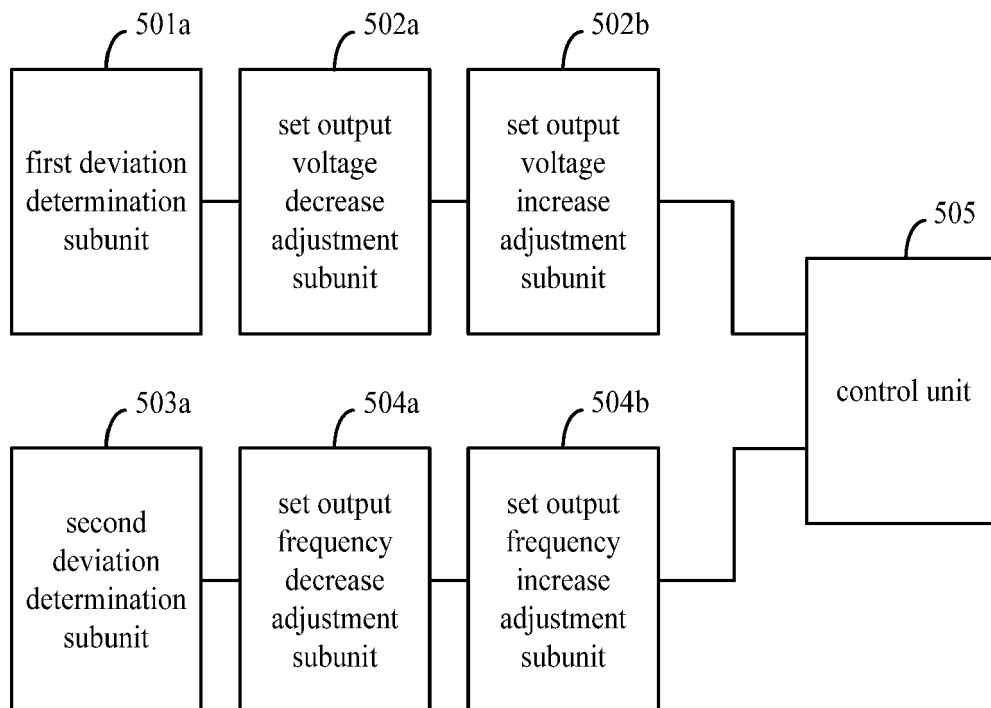 501a
502a
502b
first deviation
determination
subunit
set output
voltage
decrease
adjustment
subunit
set output
voltage
increase
adjustment
subunit
505
control unit
503a
504a
504b
second
deviation
determination
subunit
set output
frequency
decrease
adjustment
subunit
set output
frequency
increase
adjustment
subunit